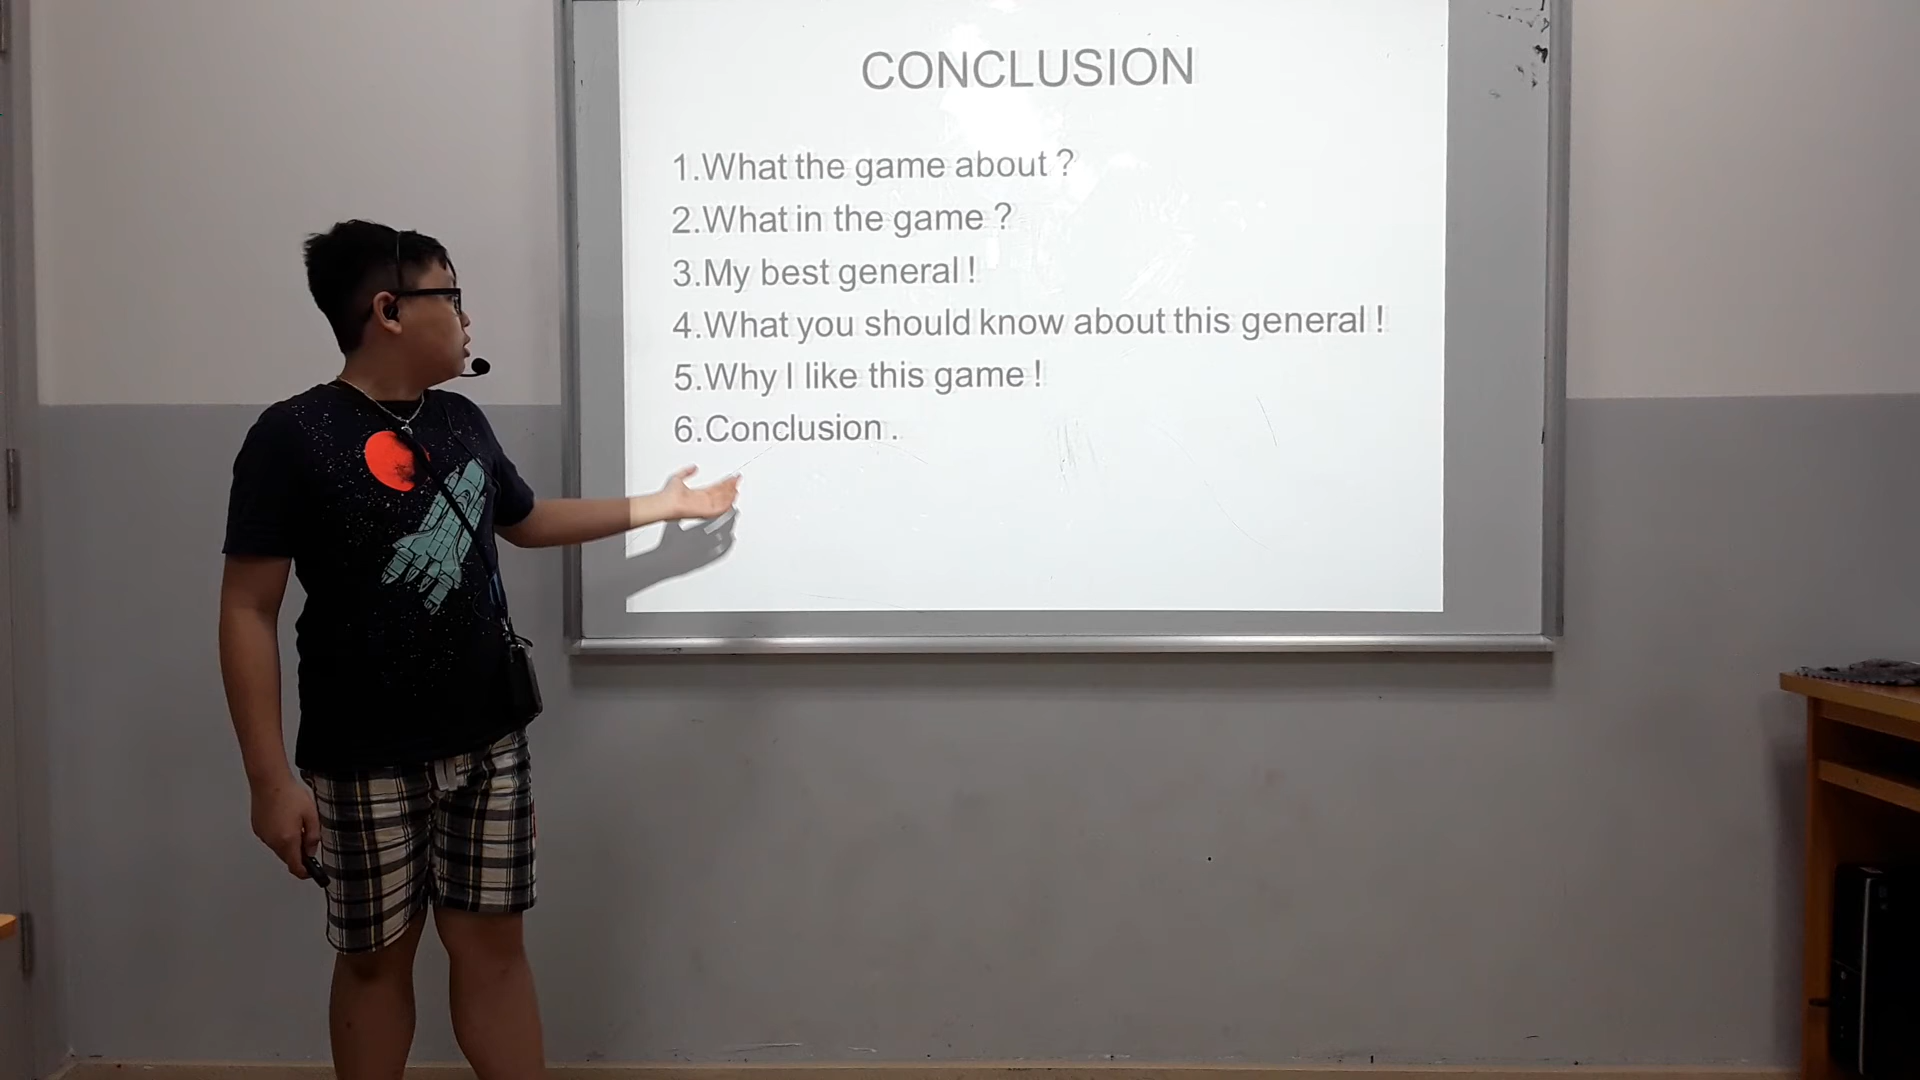 CONCLUSION
1.What the game about ?
2.What in the game ?
3.My best general !
4.What you should know about this general !
5.Why I like this game !
6.Conclusion .